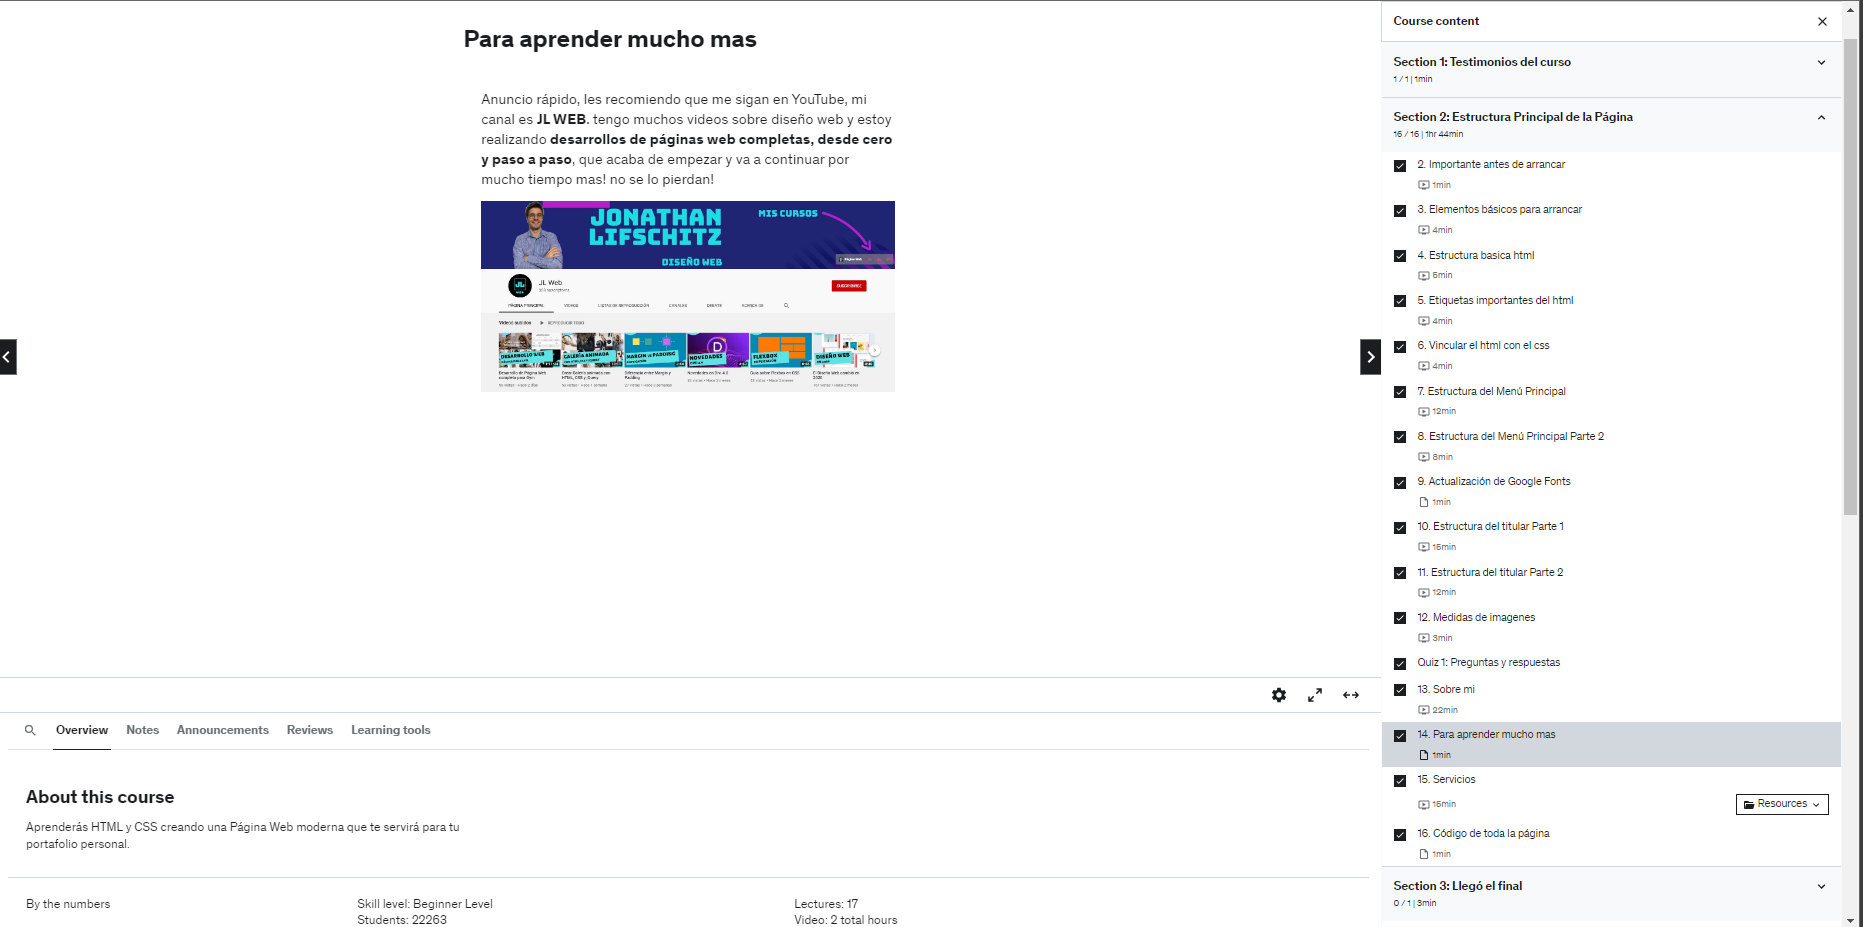 Para aprender mucho mas
Anuncio rápido, les recomiendo que me sigan en YouTube, mi
canal es JL WEB. tengo muchos videos sobre diseño web y estoy
realizando desarrollos de páginas web completas, desde cero
y paso a paso, que acaba de empezar y va a continuar por
mucho tiempo mas! no se lo pierdan!
JONATHAN
LIFSCHITZ
DISEÑO WEB
MIS CURSOS
JL Web
SUSCRIBIRSE
PÁGINA PRINCIPAL
VIDEOS
LISTAS DE REPRODUCCIÓN
CANALES
DEBATE
Videos subidos
REPRODUCIR TODO
DESARROLLO WEB
GALERÍA ANIMADA
MARGIN vs PADDING
NOVEDADES
FLEXBOX
DISEÑO WEB
Overview
Notes
Announcements
Reviews
Learning tools
About this course
Aprenderás HTML y CSS creando una Página Web moderna que te servirá para tu
portafolio personal.
By the numbers
Skill level: Beginner Level
Students: 22263
Lectures: 17
Video: 2 total hours
Course content
Section 1: Testimonios del curso
1 / 1 | 1min
Section 2: Estructura Principal de la Página
16 / 16 | 1hr 44min
2. Importante antes de arrancar
1min
3. Elementos básicos para arrancar
4min
4. Estructura basica html
5min
5. Etiquetas importantes del html
4min
6. Vincular el html con el css
4min
7. Estructura del Menú Principal
12min
8. Estructura del Menú Principal Parte 2
8min
9. Actualización de Google Fonts
1min
10. Estructura del titular Parte 1
15min
11. Estructura del titular Parte 2
12min
12. Medidas de imagenes
3min
Quiz 1: Preguntas y respuestas
13. Sobre mi
22min
14. Para aprender mucho mas
1min
15. Servicios
15min
Resources
16. Código de toda la página
1min
Section 3: Llegó el final
0 / 1 | 3min